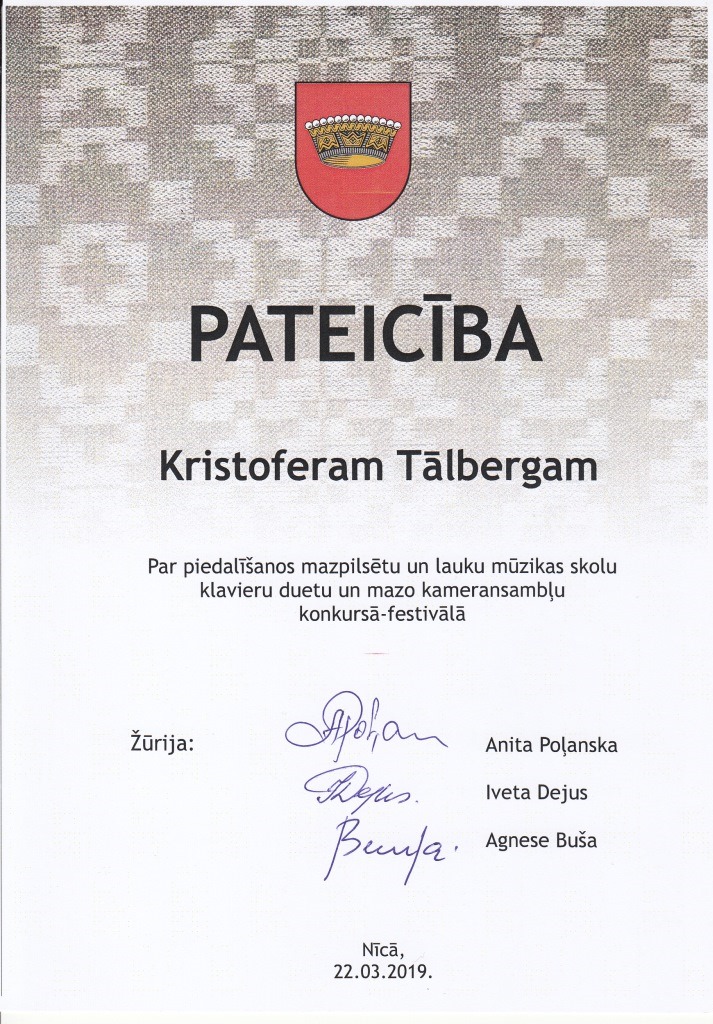 PATEICĪBA
Kristoferam Tālbergam
Par piedalīšanos mazpilsētu un lauku mūzikas skolu
klavieru duetu un mazo kameransambļu
konkursā-festivālā
Žūrija:
Anita Poļanska
Iveta Dejus
Agnese Buša
Nīcā,
22.03.2019.